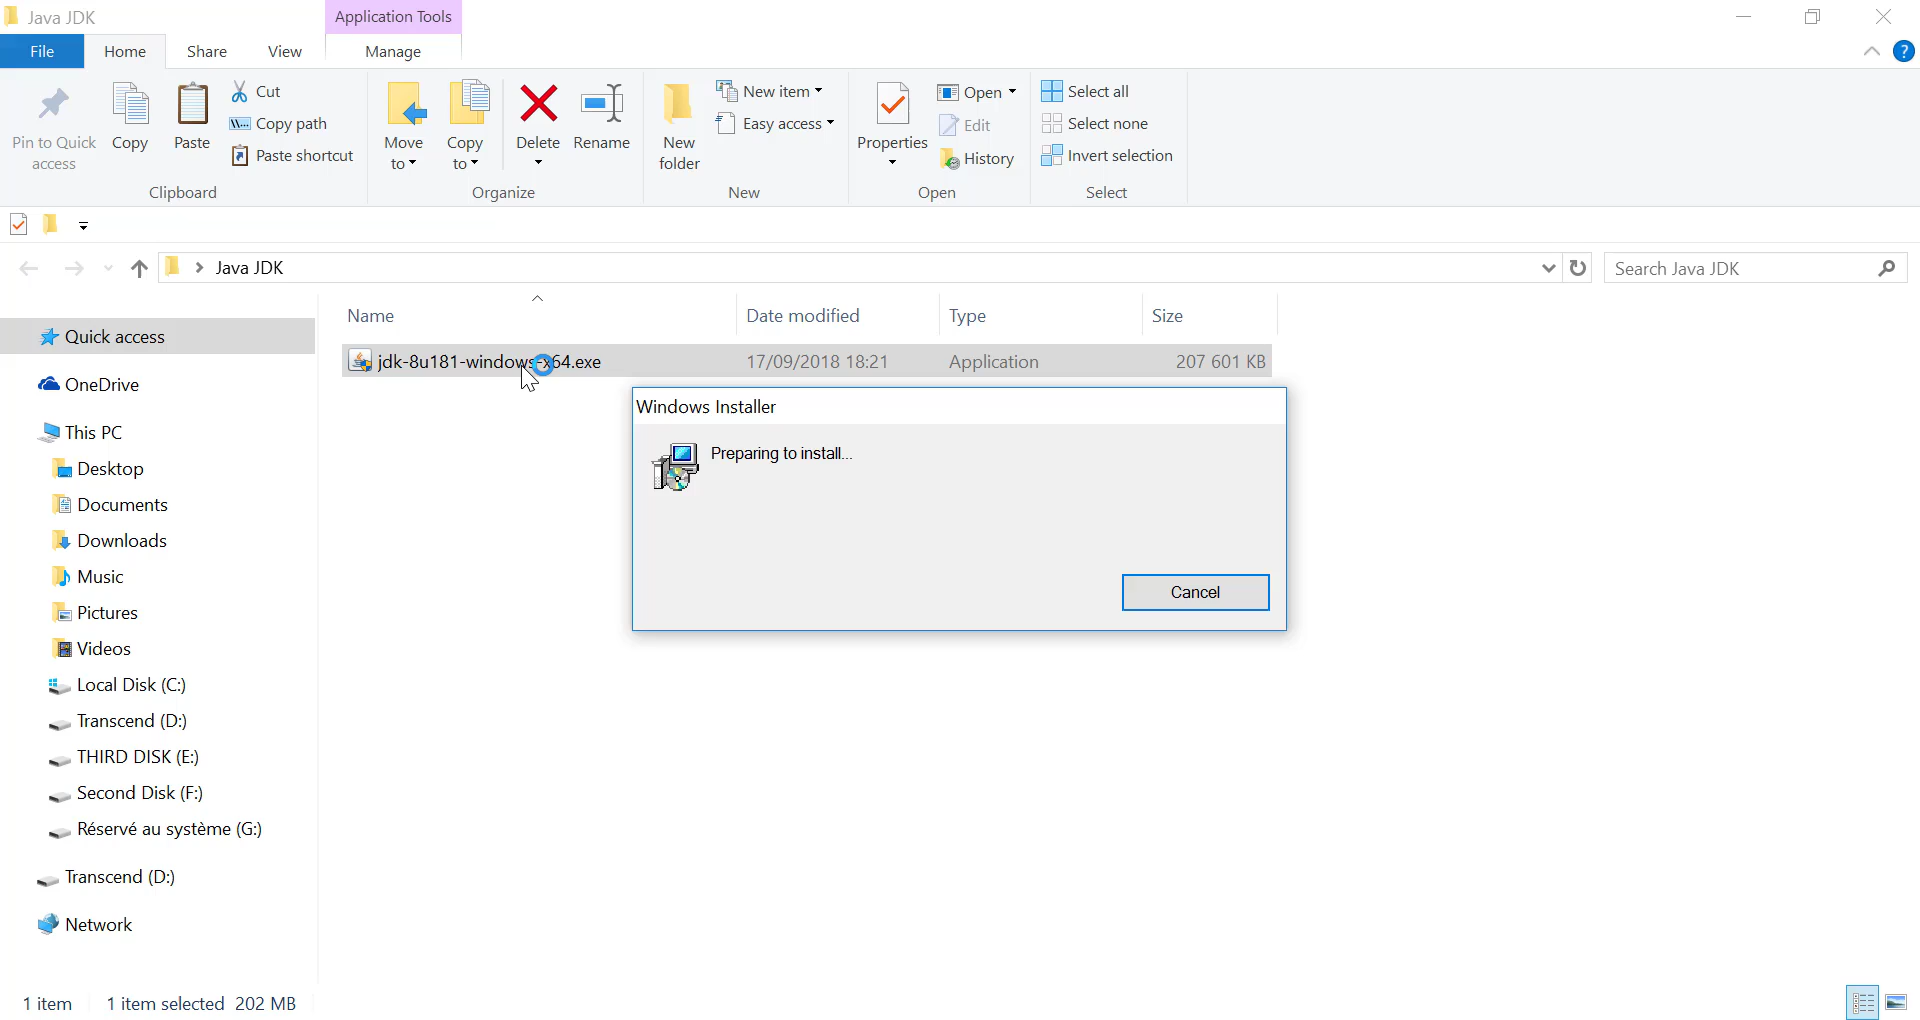 Java JDK
Application Tools
File
Home
Share
View
Manage
?
Pin to Quick access
Copy
Paste
Cut
Copy path
Paste shortcut
Clipboard
Move to
Copy to
Delete
Rename
Organize
New folder
New item
Easy access
New
Properties
Open
Edit
History
Open
Select all
Select none
Invert selection
Select
Java JDK
Search Java JDK
Name
Date modified
Type
Size
jdk-8u181-windows-x64.exe
17/09/2018 18:21
Application
207 601 KB
Quick access
OneDrive
This PC
Desktop
Documents
Downloads
Music
Pictures
Videos
Local Disk (C:)
Transcend (D:)
THIRD DISK (E:)
Second Disk (F:)
Réservé au système (G:)
Transcend (D:)
Network
Windows Installer
Preparing to install...
Cancel
1 item
1 item selected 202 MB